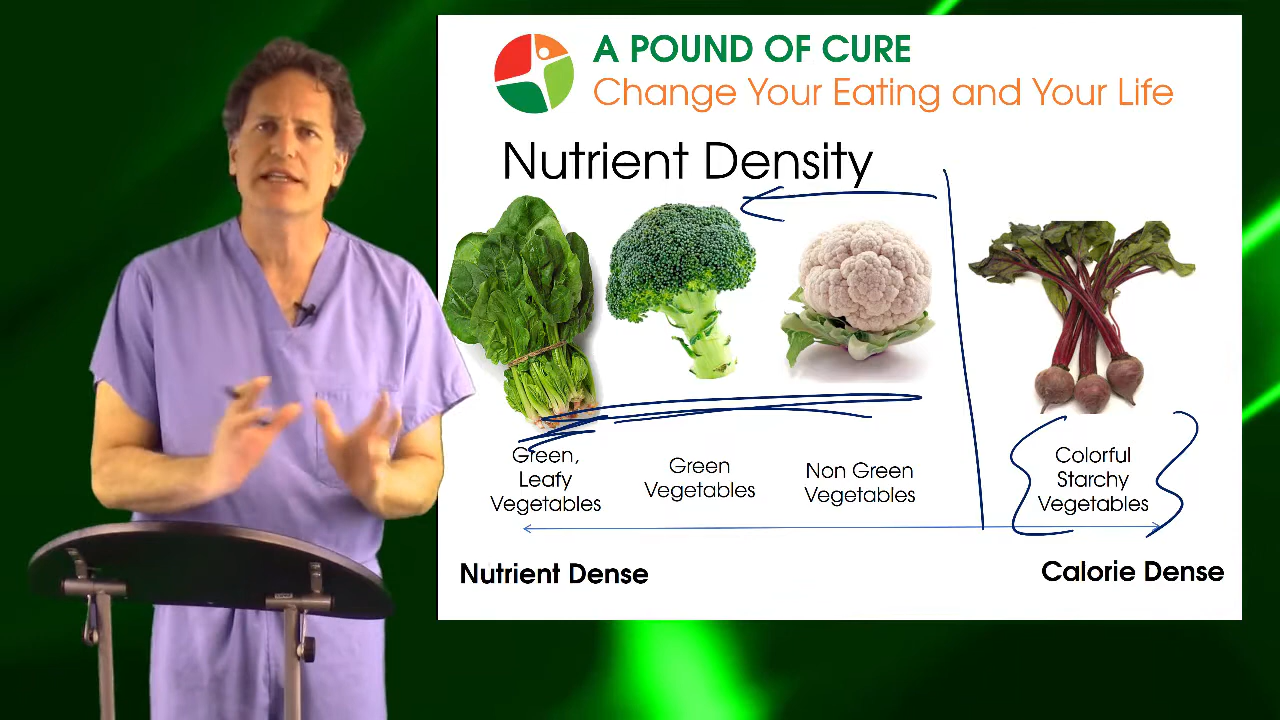 A POUND OF CURE
Change Your Eating and Your Life
Nutrient Density
Green,
Leafy
Vegetables
Green
Vegetables
Non Green
Vegetables
Colorful
Starchy
Vegetables
Nutrient Dense
Calorie Dense